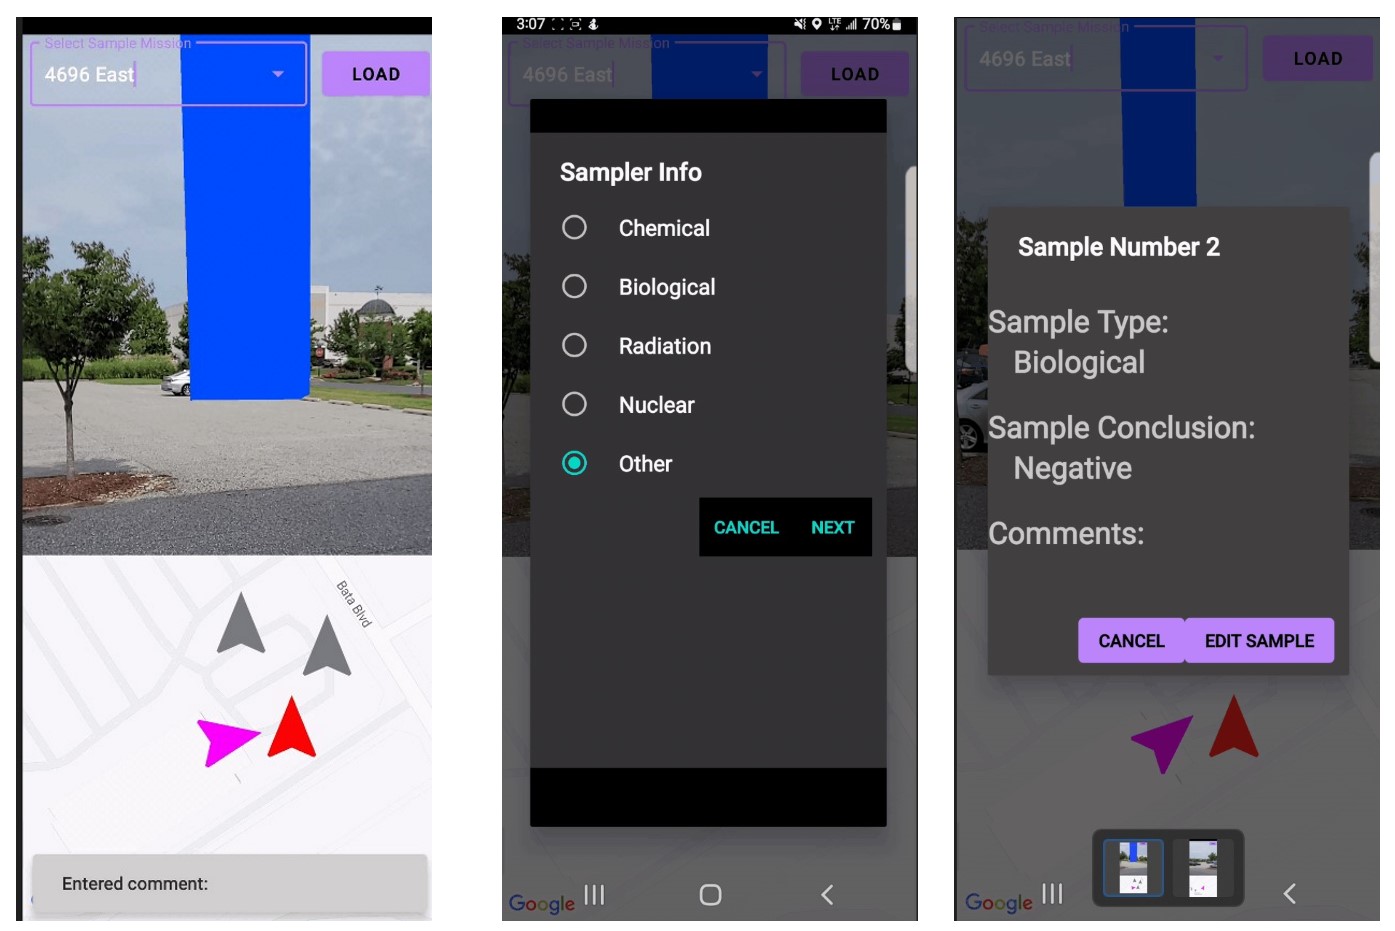 Select Sample Mission
4696 East
LOAD
Bata Blvd
Entered comment:
3:07
LTE
70%
Select Sample Mission
4696 East
LOAD
Sampler Info
Chemical
Biological
Radiation
Nuclear
Other
CANCEL NEXT
Google
Select Sample Mission
4696 East
LOAD
Sample Number 2
Sample Type:
Biological
Sample Conclusion:
Negative
Comments:
CANCEL EDIT SAMPLE
Google